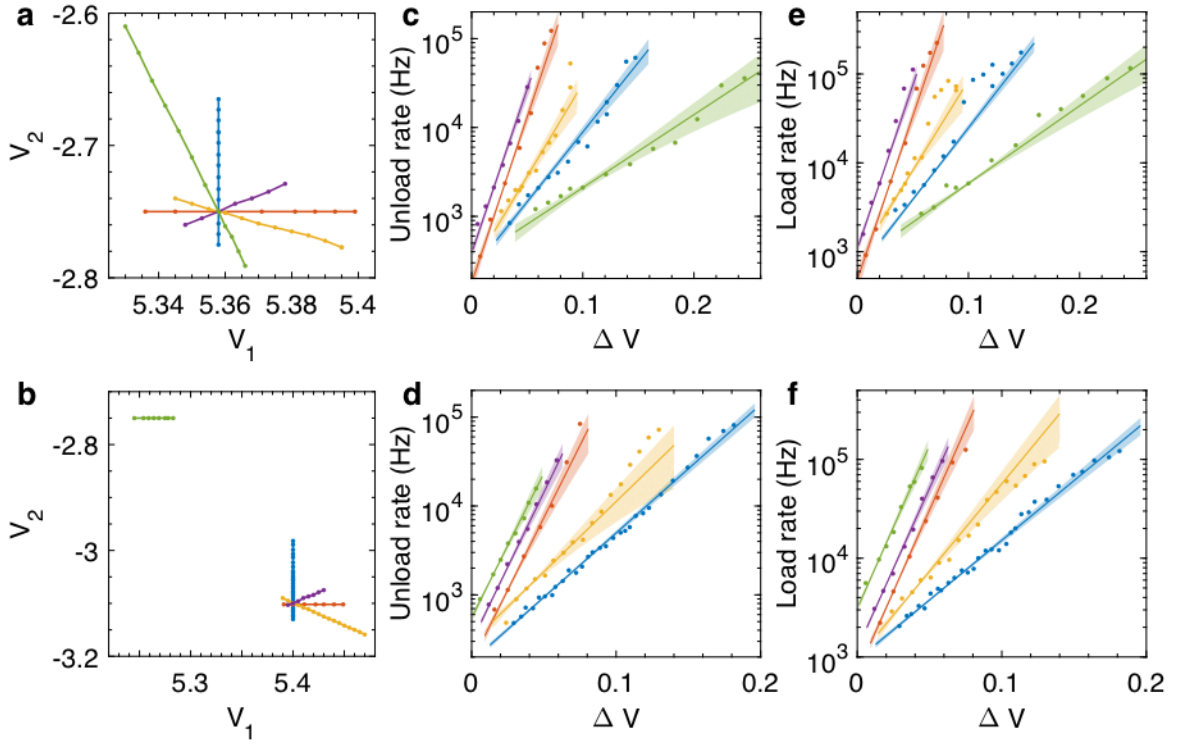 a
-2.6
-2.7
-2.8
V2
5.34 5.36 5.38 5.4
V1
c
10^5
10^4
10^3
Unload rate (Hz)
0 0.1 0.2
Δ V
e
10^5
10^4
10^3
Load rate (Hz)
0 0.1 0.2
Δ V
b
-2.8
-3
-3.2
V2
5.3 5.4
V1
d
10^5
10^4
10^3
Unload rate (Hz)
0 0.1 0.2
Δ V
f
10^5
10^4
10^3
Load rate (Hz)
0 0.1 0.2
Δ V